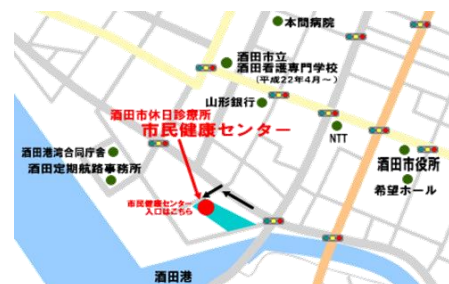 本間病院
酒田市立
酒田看護専門学校
(平成22年4月～)
山形銀行
酒田市休日診療所
市民健康センター
NTT
酒田港湾合同庁舎
酒田定期航路事務所
酒田市役所
希望ホール
市民健康センター
入口はこちら
酒田港